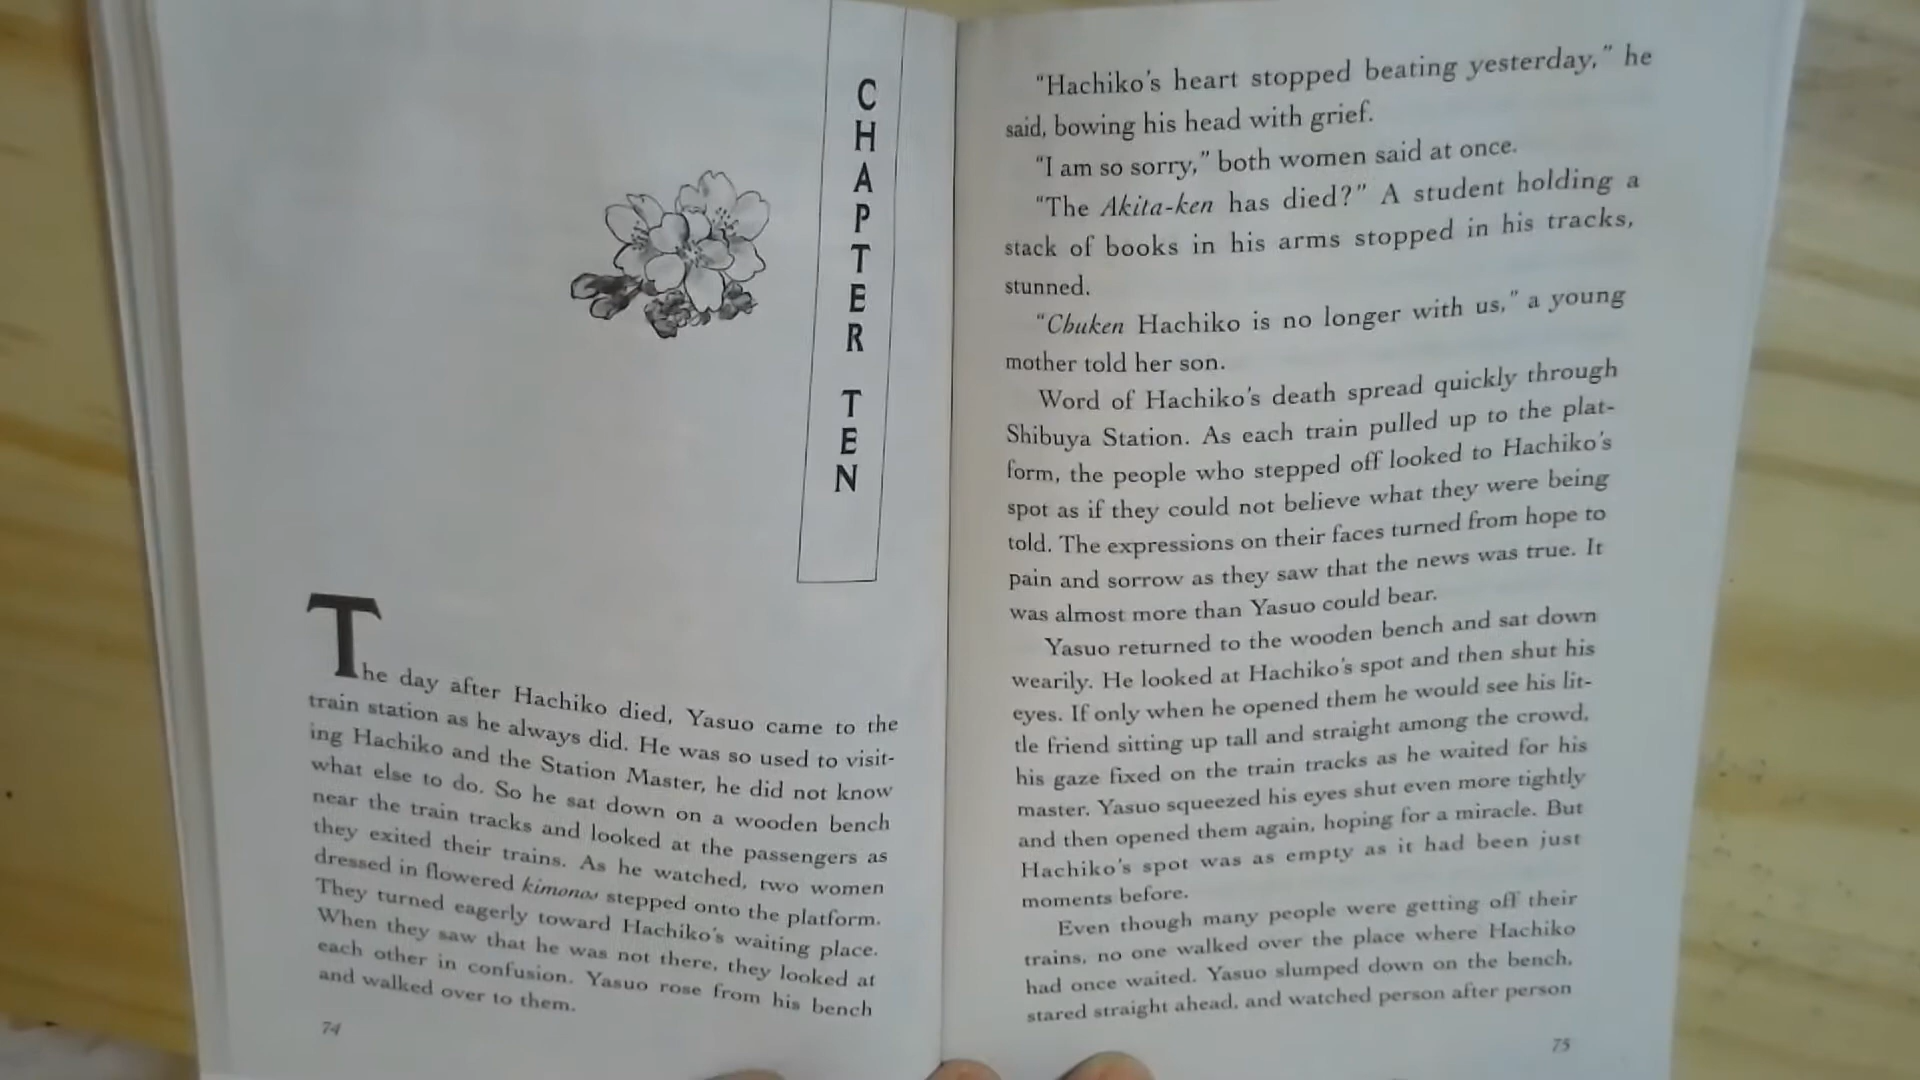 CHAPTER TEN
The day after Hachiko died, Yasuo came to the
train station as he always did. He was so used to visit-
ing Hachiko and the Station Master, he did not know
what else to do. So he sat down on a wooden bench
near the train tracks and looked at the passengers as
they exited their trains. As he watched, two women
dressed in flowered kimonos stepped onto the platform.
They turned eagerly toward Hachiko's waiting place.
When they saw that he was not there, they looked at
each other in confusion. Yasuo rose from his bench
and walked over to them.
74
“Hachiko's heart stopped beating yesterday,” he
said, bowing his head with grief.
“I am so sorry,” both women said at once.
“The Akita-ken has died?” A student holding a
stack of books in his arms stopped in his tracks,
stunned.
“Chuken Hachiko is no longer with us,” a young
mother told her son.
Word of Hachiko's death spread quickly through
Shibuya Station. As each train pulled up to the plat-
form, the people who stepped off looked to Hachiko's
spot as if they could not believe what they were being
told. The expressions on their faces turned from hope to
pain and sorrow as they saw that the news was true. It
was almost more than Yasuo could bear.
Yasuo returned to the wooden bench and sat down
wearily. He looked at Hachiko's spot and then shut his
eyes. If only when he opened them he would see his lit-
tle friend sitting up tall and straight among the crowd,
his gaze fixed on the train tracks as he waited for his
master. Yasuo squeezed his eyes shut even more tightly
and then opened them again, hoping for a miracle. But
Hachiko's spot was as empty as it had been just
moments before.
Even though many people were getting off their
trains, no one walked over the place where Hachiko
had once waited. Yasuo slumped down on the bench,
stared straight ahead, and watched person after person
75